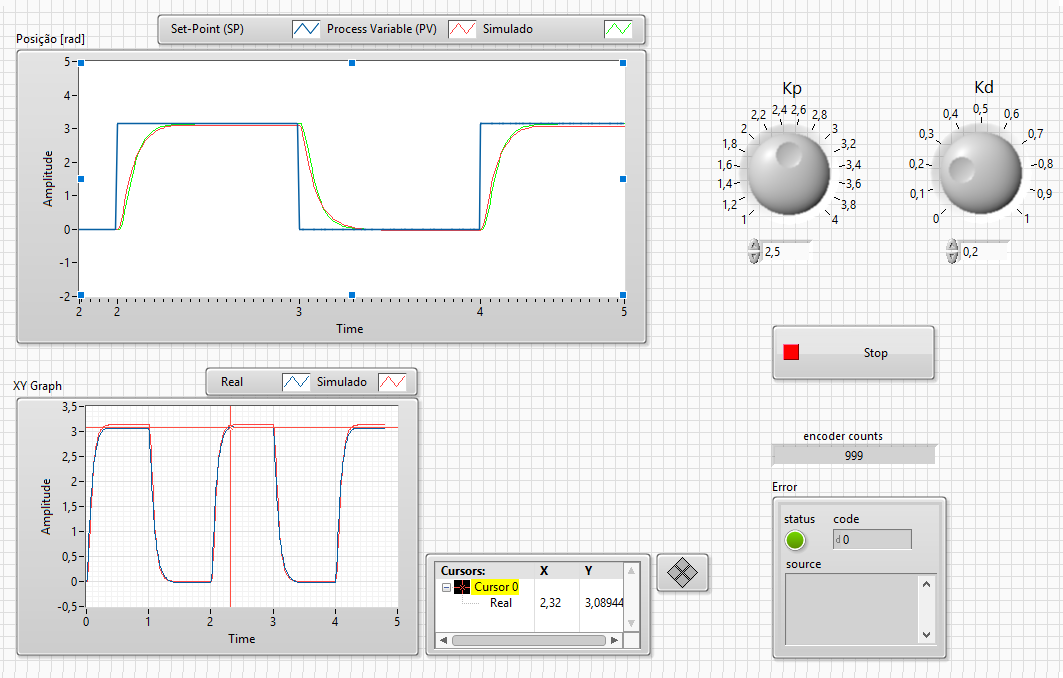 Set-Point (SP) Process Variable (PV) Simulado
Posição [rad]
5
4
3
2
1
0
-1
-2
Amplitude
2 2 3 4 5
Time
Kp
1 1,2 1,4 1,6 1,8 2 2,2 2,4 2,6 2,8 3 3,2 3,4 3,6 3,8 4
2,5
Kd
0 0,1 0,2 0,3 0,4 0,5 0,6 0,7 0,8 0,9 1
0,2
Stop
XY Graph
Real Simulado
3,5
3
2,5
2
1,5
1
0,5
0
-0,5
Amplitude
0 1 2 3 4 5
Time
Cursors: X Y
Cursor 0
Real 2,32 3,08944
encoder counts
999
Error
status code
d 0
source